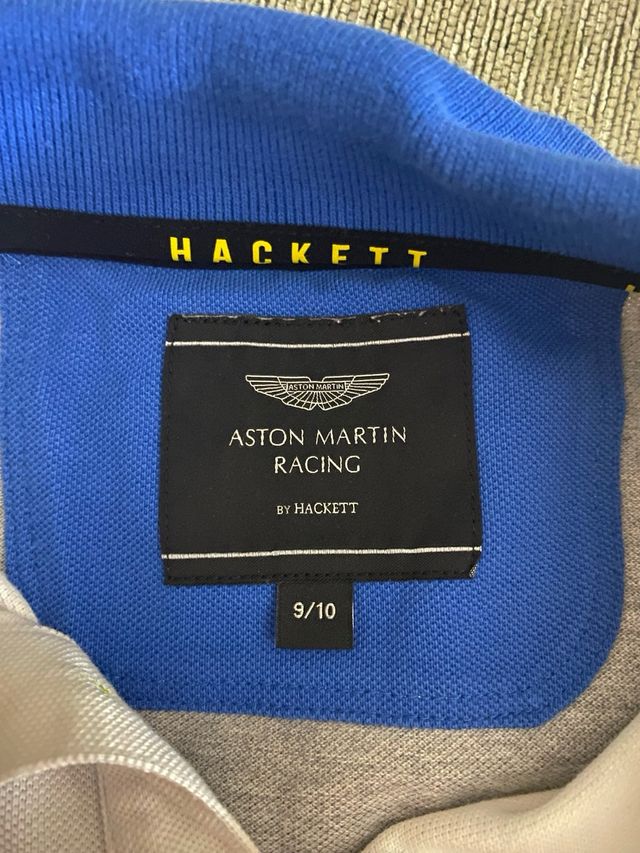 HACKETT
ASTON MARTIN
ASTON MARTIN
RACING
BY HACKETT
9/10